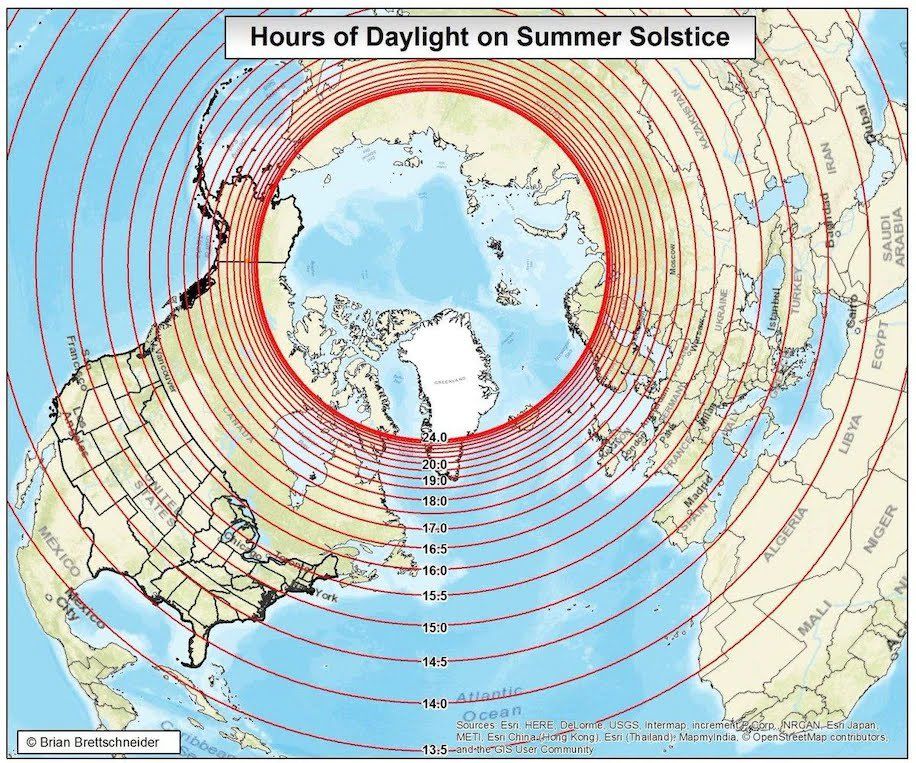 Hours of Daylight on Summer Solstice
KAZAKHSTAN
Dubai
IRAN
Baghdad
SAUDI
ARABIA
Moscow
UKRAINE
TURKEY
Istanbul
Cairo
EGYPT
Vancouver
San
Francisco
Los
Angeles
CANADA
GREENLAND
GERMANY
Milan
ITALY
Paris
London
FRANCE
LIBYA
Madrid
SPAIN
ALGERIA
NIGER
MALI
UNITED
STATES
Chicago
Toronto
York
MÉXICO
Mexico
City
24.0
20.0
19.0
18.0
17.0
16.5
16.0
15.5
15.0
14.5
14.0
13.5
Atlantic
Ocean
Caribbean
Sources: Esri, HERE, DeLorme, USGS, Intermap, increment P Corp., NRCAN, Esri Japan,
METI, Esri China (Hong Kong), Esri (Thailand), MapmyIndia, © OpenStreetMap contributors,
and the GIS User Community
© Brian Brettschneider